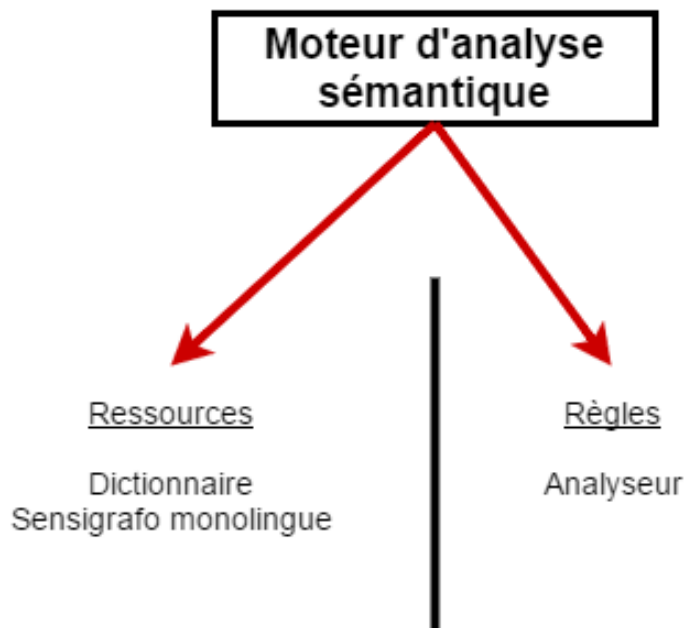 Moteur d'analyse
sémantique
Ressources
Dictionnaire
Sensigrafo monolingue
Règles
Analyseur